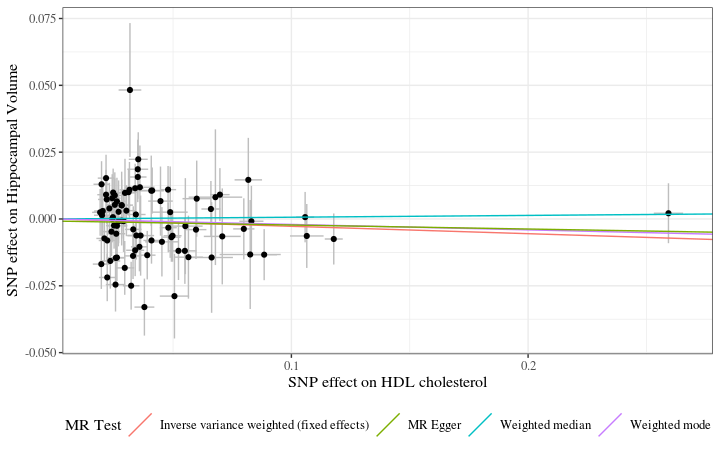 0.075
0.050
0.025
0.000
-0.025
-0.050
SNP effect on Hippocampal Volume
0.1
0.2
SNP effect on HDL cholesterol
MR Test
Inverse variance weighted (fixed effects)
MR Egger
Weighted median
Weighted mode